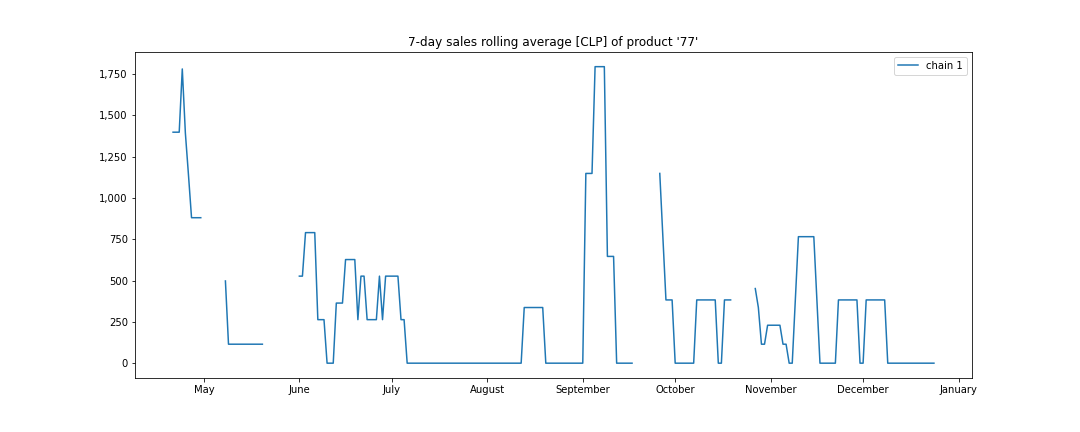 7-day sales rolling average [CLP] of product '77'
chain 1
1,750
1,500
1,250
1,000
750
500
250
0
May June July August September October November December January